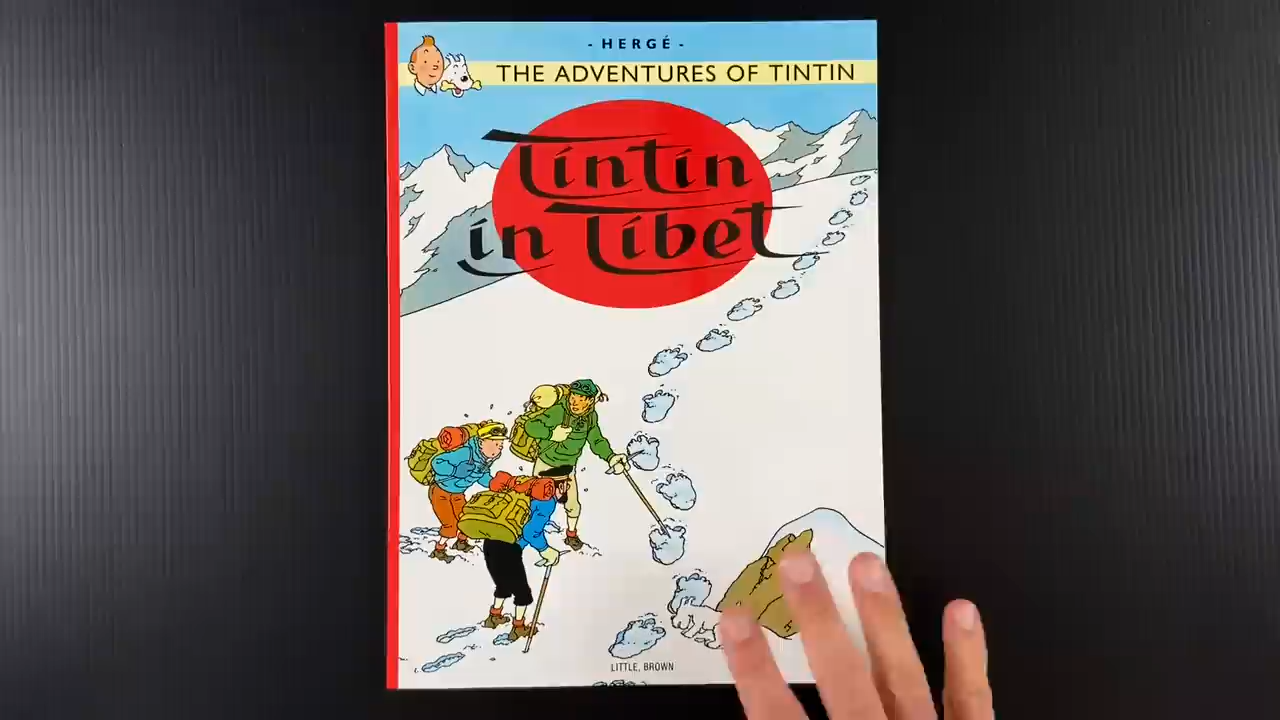 - HERGÉ -
THE ADVENTURES OF TINTIN
Tintin
in Tibet
LITTLE, BROWN